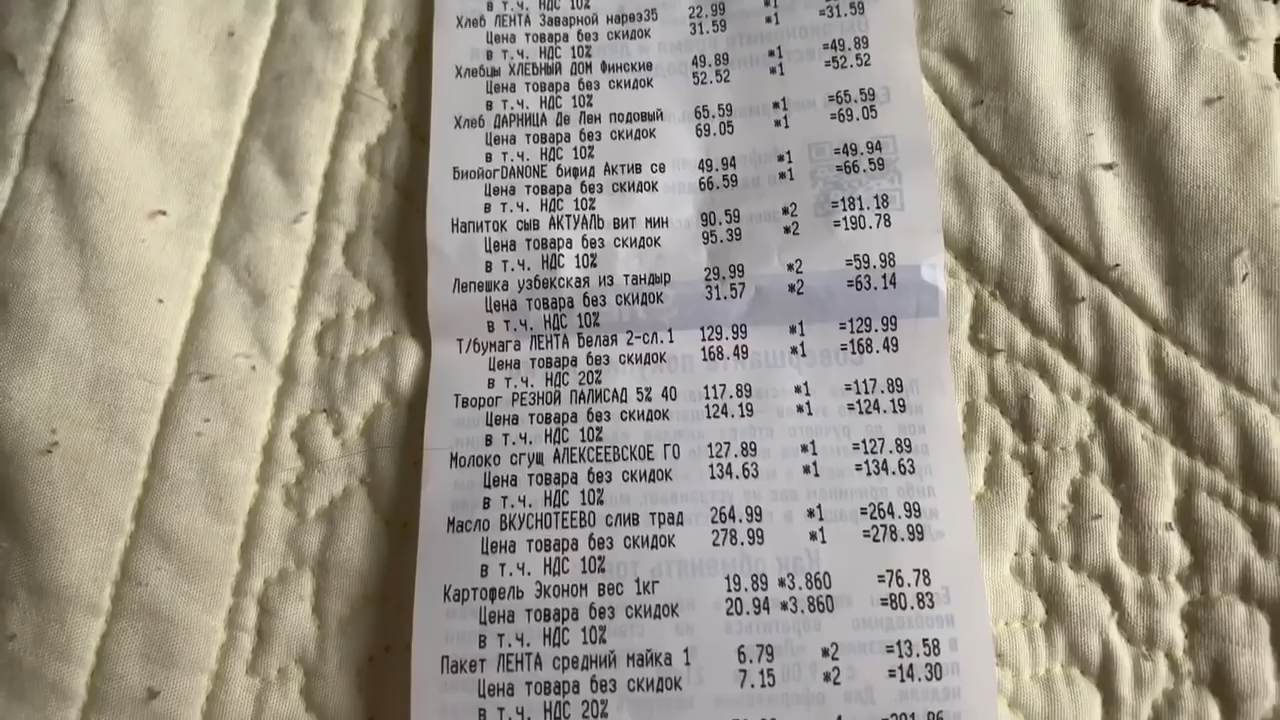 в т.ч. НДС 10%
Хлеб ЛЕНТА Заварной нарез35 22.99 *1
Цена товара без скидок 31.59 *1 =31.59
в т.ч. НДС 10%
Хлебцы ХЛЕБНЫЙ ДОМ Финские 49.89 *1 =49.89
Цена товара без скидок 52.52 *1 =52.52
в т.ч. НДС 10%
Хлеб ДАРНИЦА Де Лен подовый 65.59 *1 =65.59
Цена товара без скидок 69.05 *1 =69.05
в т.ч. НДС 10%
БиойогDANONE бифид Актив се 49.94 *1 =49.94
Цена товара без скидок 66.59 *1 =66.59
в т.ч. НДС 10%
Напиток сыв АКТУАЛЬ вит мин 90.59 *2 =181.18
Цена товара без скидок 95.39 *2 =190.78
в т.ч. НДС 10%
Лепешка узбекская из тандыр 29.99 *2 =59.98
Цена товара без скидок 31.57 *2 =63.14
в т.ч. НДС 10%
Т/бумага ЛЕНТА Белая 2-сл.1 129.99 *1 =129.99
Цена товара без скидок 168.49 *1 =168.49
в т.ч. НДС 20%
Творог РЕЗНОЙ ПАЛИСАД 5% 40 117.89 *1 =117.89
Цена товара без скидок 124.19 *1 =124.19
в т.ч. НДС 10%
Молоко сгущ АЛЕКСЕЕВСКОЕ ГО 127.89 *1 =127.89
Цена товара без скидок 134.63 *1 =134.63
в т.ч. НДС 10%
Масло ВКУСНОТЕЕВО слив трад 264.99 *1 =264.99
Цена товара без скидок 278.99 *1 =278.99
в т.ч. НДС 10%
Картофель Эконом вес 1кг 19.89 *3.860 =76.78
Цена товара без скидок 20.94 *3.860 =80.83
в т.ч. НДС 10%
Пакет ЛЕНТА средний майка 1 6.79 *2 =13.58
Цена товара без скидок 7.15 *2 =14.30
в т.ч. НДС 20%